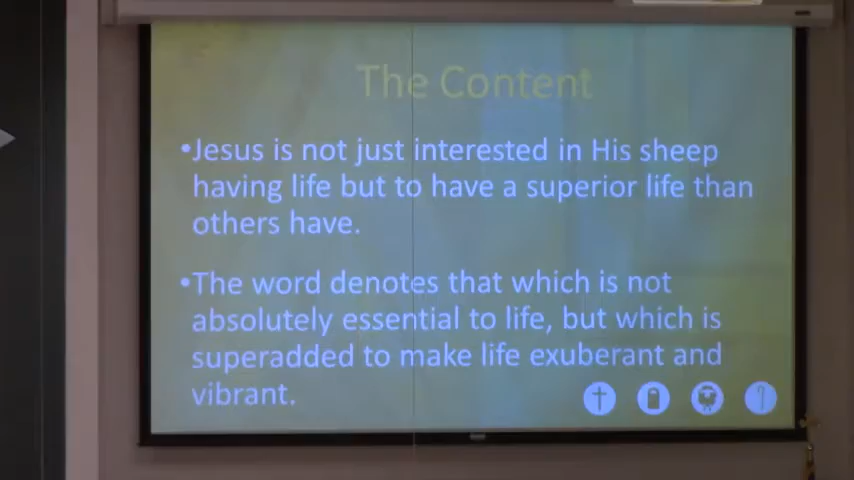 The Content
•Jesus is not just interested in His sheep
having life but to have a superior life than
others have.
•The word denotes that which is not
absolutely essential to life, but which is
superadded to make life exuberant and
vibrant.